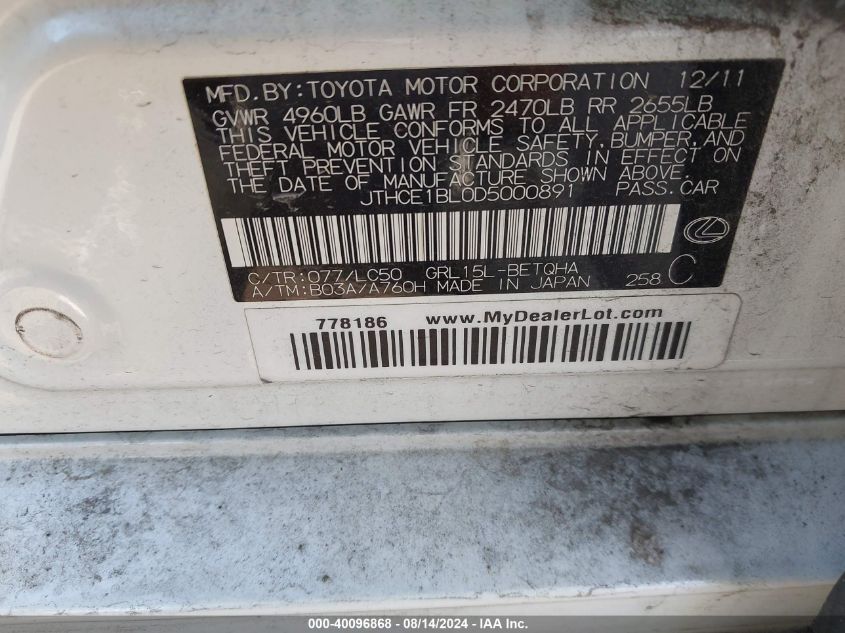 MFD.BY:TOYOTA MOTOR CORPORATION 12/11
GVWR 4960LB GAWR FR 2470LB RR 2655LB
THIS VEHICLE CONFORMS TO ALL APPLICABLE
FEDERAL MOTOR VEHICLE SAFETY,BUMPER,AND
THEFT PREVENTION STANDARDS IN EFFECT ON
THE DATE OF MANUFACTURE SHOWN ABOVE.
JTHCE1BL0D5000891 PASS.CAR
C/TR:077/LC50 GRL15L-BETQHA
A/TM:B03A/A760H MADE IN JAPAN 258 C
778186 www.MyDealerLot.com
000-40096868 - 08/14/2024 - IAA Inc.